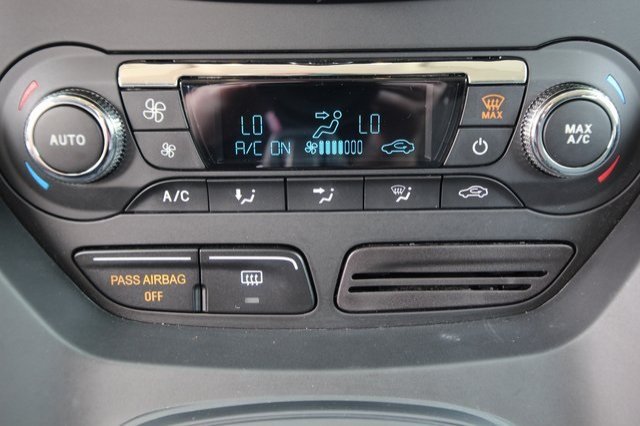 LO LO
A/C ON
AUTO
MAX
MAX
A/C
A/C
PASS AIRBAG
OFF